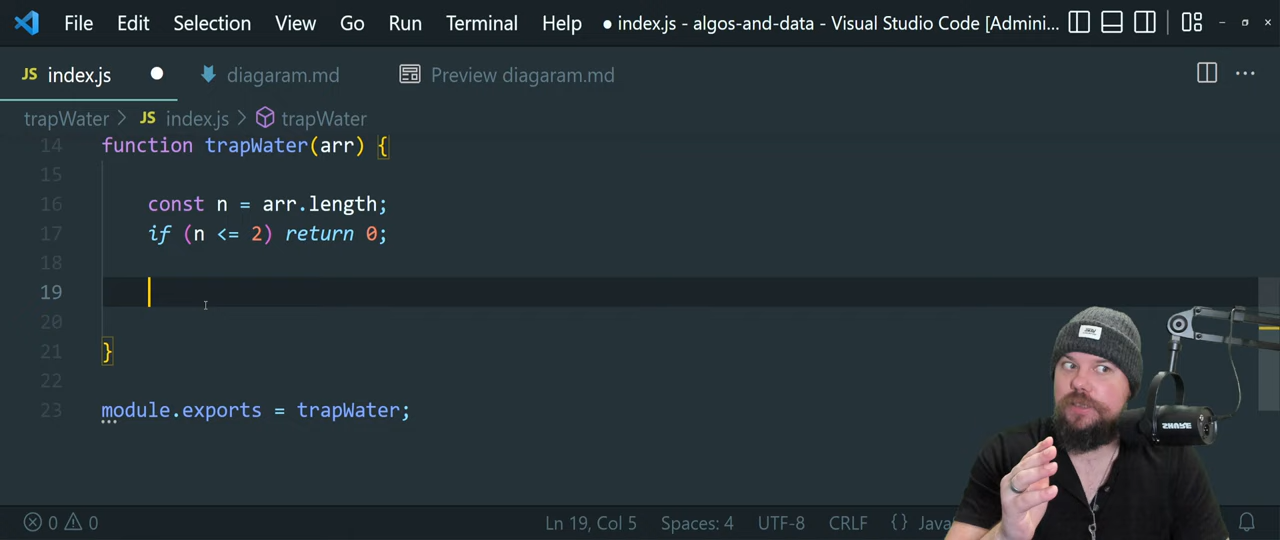 File Edit Selection View Go Run Terminal Help ● index.js - algos-and-data - Visual Studio Code [Admini...
JS index.js diagaram.md Preview diagaram.md
trapWater > JS index.js > trapWater
14 function trapWater(arr) {
15
16 const n = arr.length;
17 if (n <= 2) return 0;
18
19
20
21 }
22
23 module.exports = trapWater;
0 0 Ln 19, Col 5 Spaces: 4 UTF-8 CRLF {} Java
SHURE